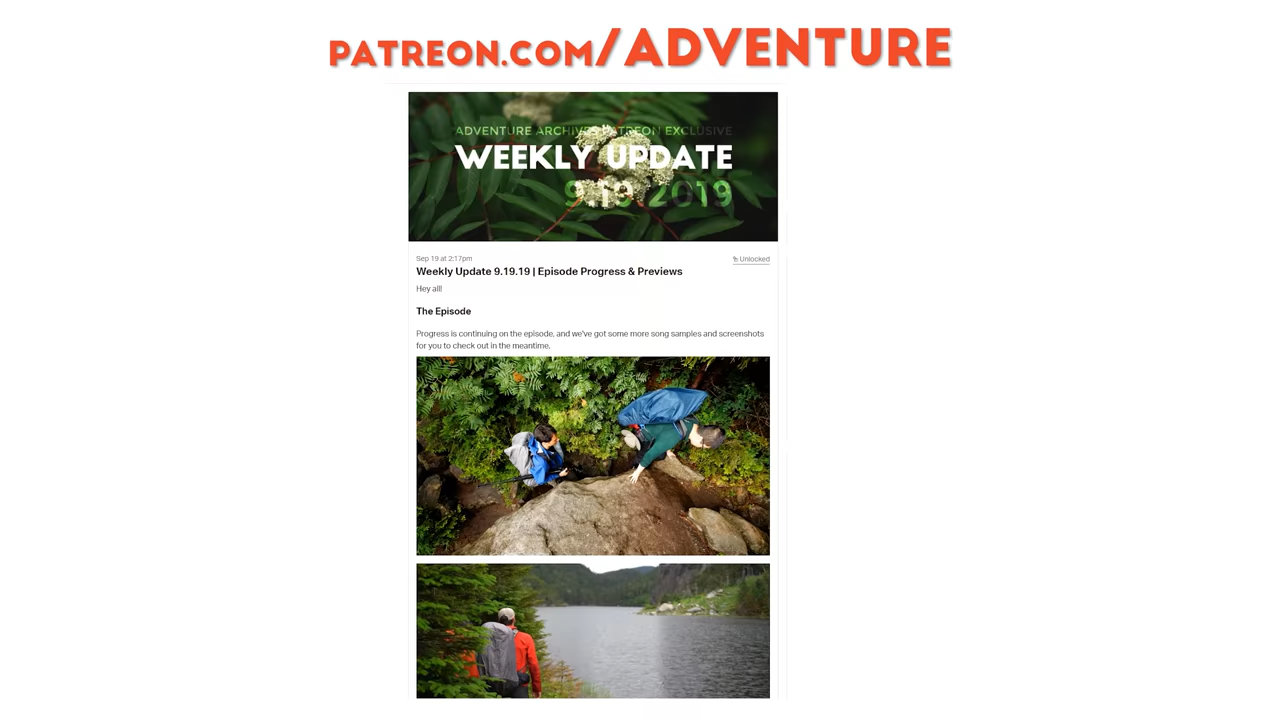 PATREON.COM/ADVENTURE
ADVENTURE ARCHIVES PATREON EXCLUSIVE
WEEKLY UPDATE
9.19.2019
Sep 19 at 2:17pm
Unlocked
Weekly Update 9.19.19 | Episode Progress & Previews
Hey all!
The Episode
Progress is continuing on the episode, and we've got some more song samples and screenshots
for you to check out in the meantime.